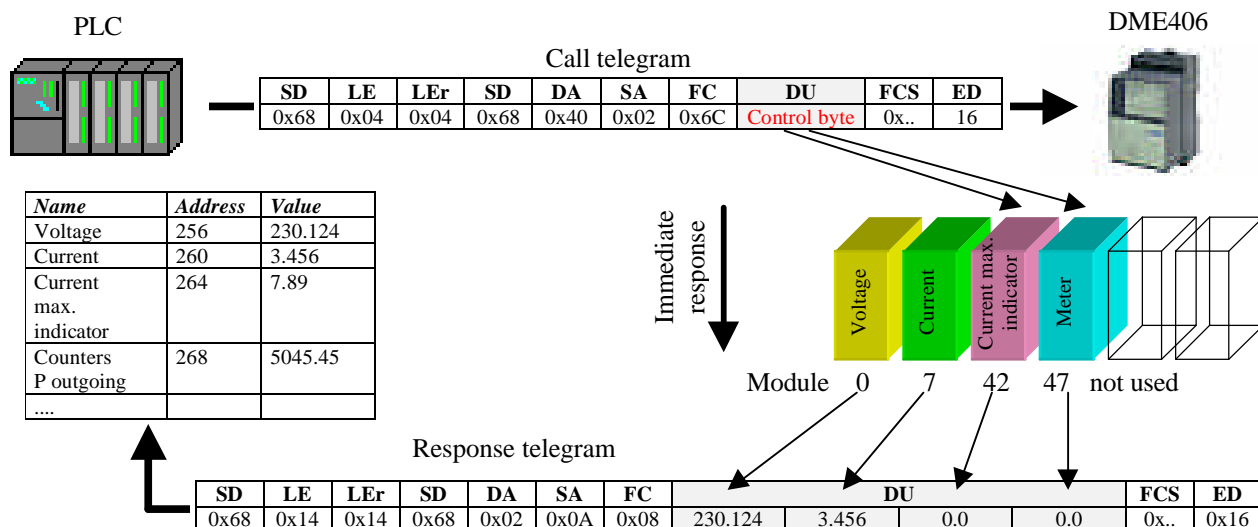 PLC
DME406
Call telegram
SD LE LEr SD DA SA FC DU FCS ED
0x68 0x04 0x04 0x68 0x40 0x02 0x6C Control byte 0x.. 16
Name Address Value
Voltage 256 230.124
Current 260 3.456
Current 264 7.89
max.
indicator
Counters 268 5045.45
P outgoing
....
Immediate
response
Voltage
Current
Current max.
indicator
Meter
Module 0 7 42 47 not used
Response telegram
SD LE LEr SD DA SA FC DU FCS ED
0x68 0x14 0x14 0x68 0x02 0x0A 0x08 230.124 3.456 0.0 0.0 0x.. 0x16